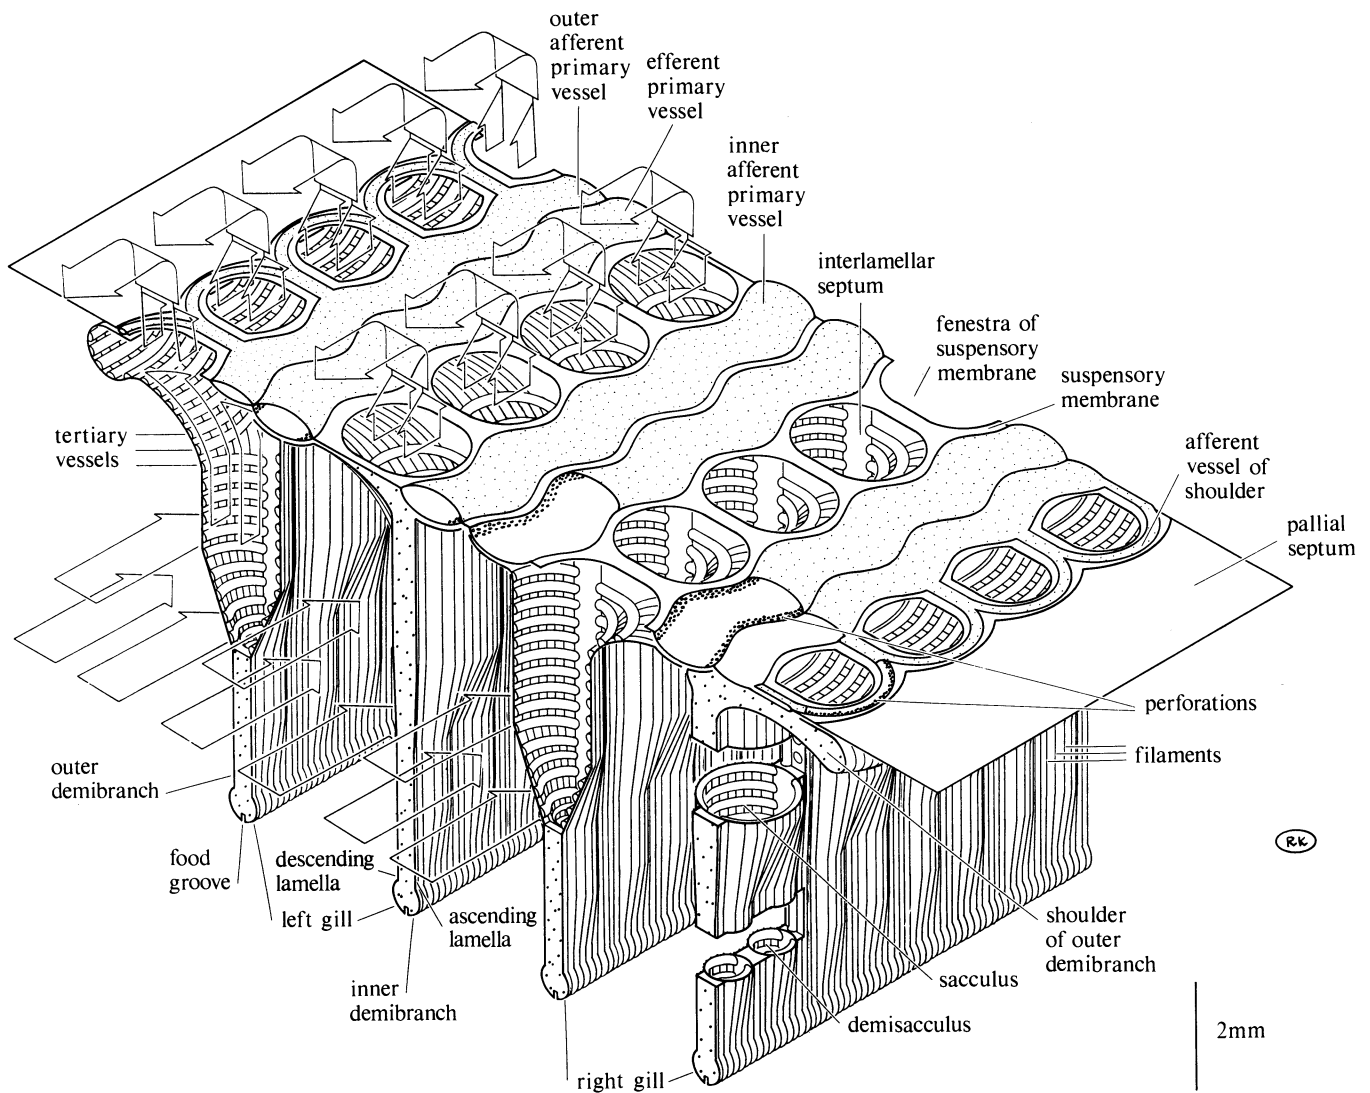 outer
afferent
primary
vessel
efferent
primary
vessel
inner
afferent
primary
vessel
interlamellar
septum
fenestra of
suspensory
membrane
suspensory
membrane
afferent
vessel of
shoulder
pallial
septum
tertiary
vessels
perforations
filaments
outer
demibranch
RK
food
groove
descending
lamella
left gill
ascending
lamella
shoulder
of outer
demibranch
sacculus
inner
demibranch
demisacculus
2mm
right gill